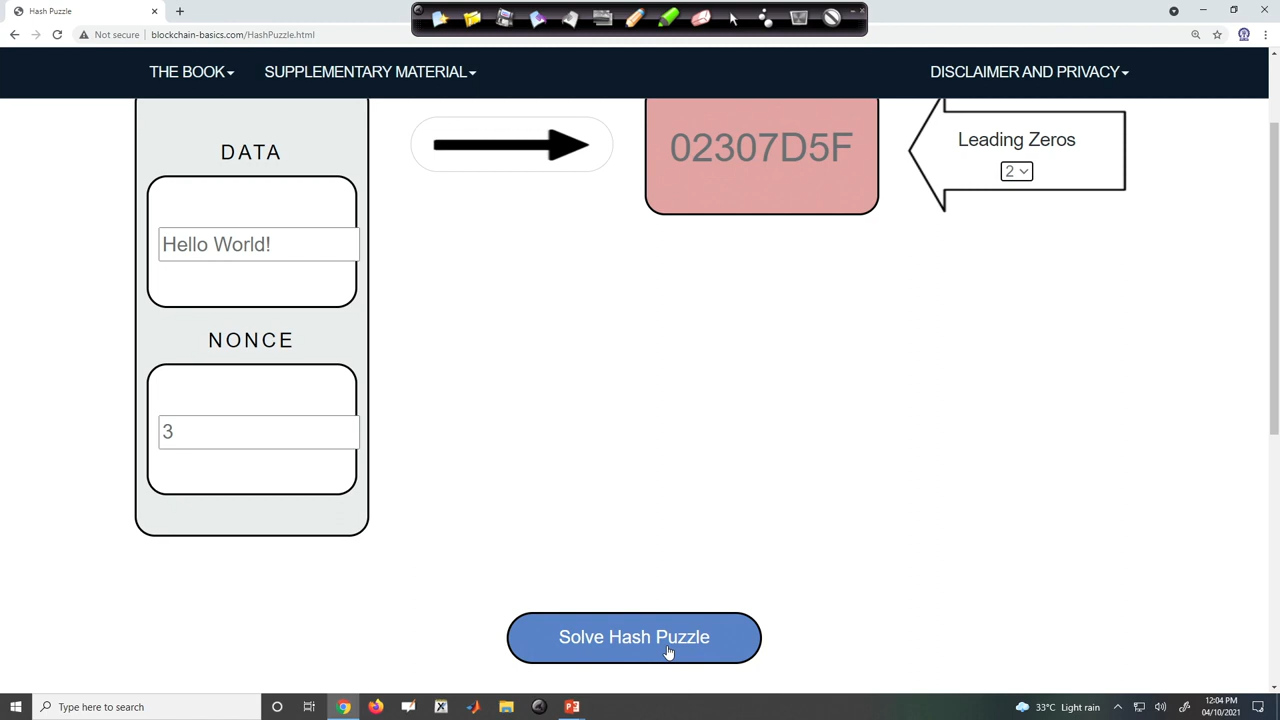 Hash Puzzle
Not secure
blockchain-basics.com/HashPuzzle.html
THE BOOK
SUPPLEMENTARY MATERIAL
DISCLAIMER AND PRIVACY
DATA
Hello World!
NONCE
3
02307D5F
Leading Zeros
2
Solve Hash Puzzle
Type here to search
33°C Light rain
12:04 PM
04/10/2021